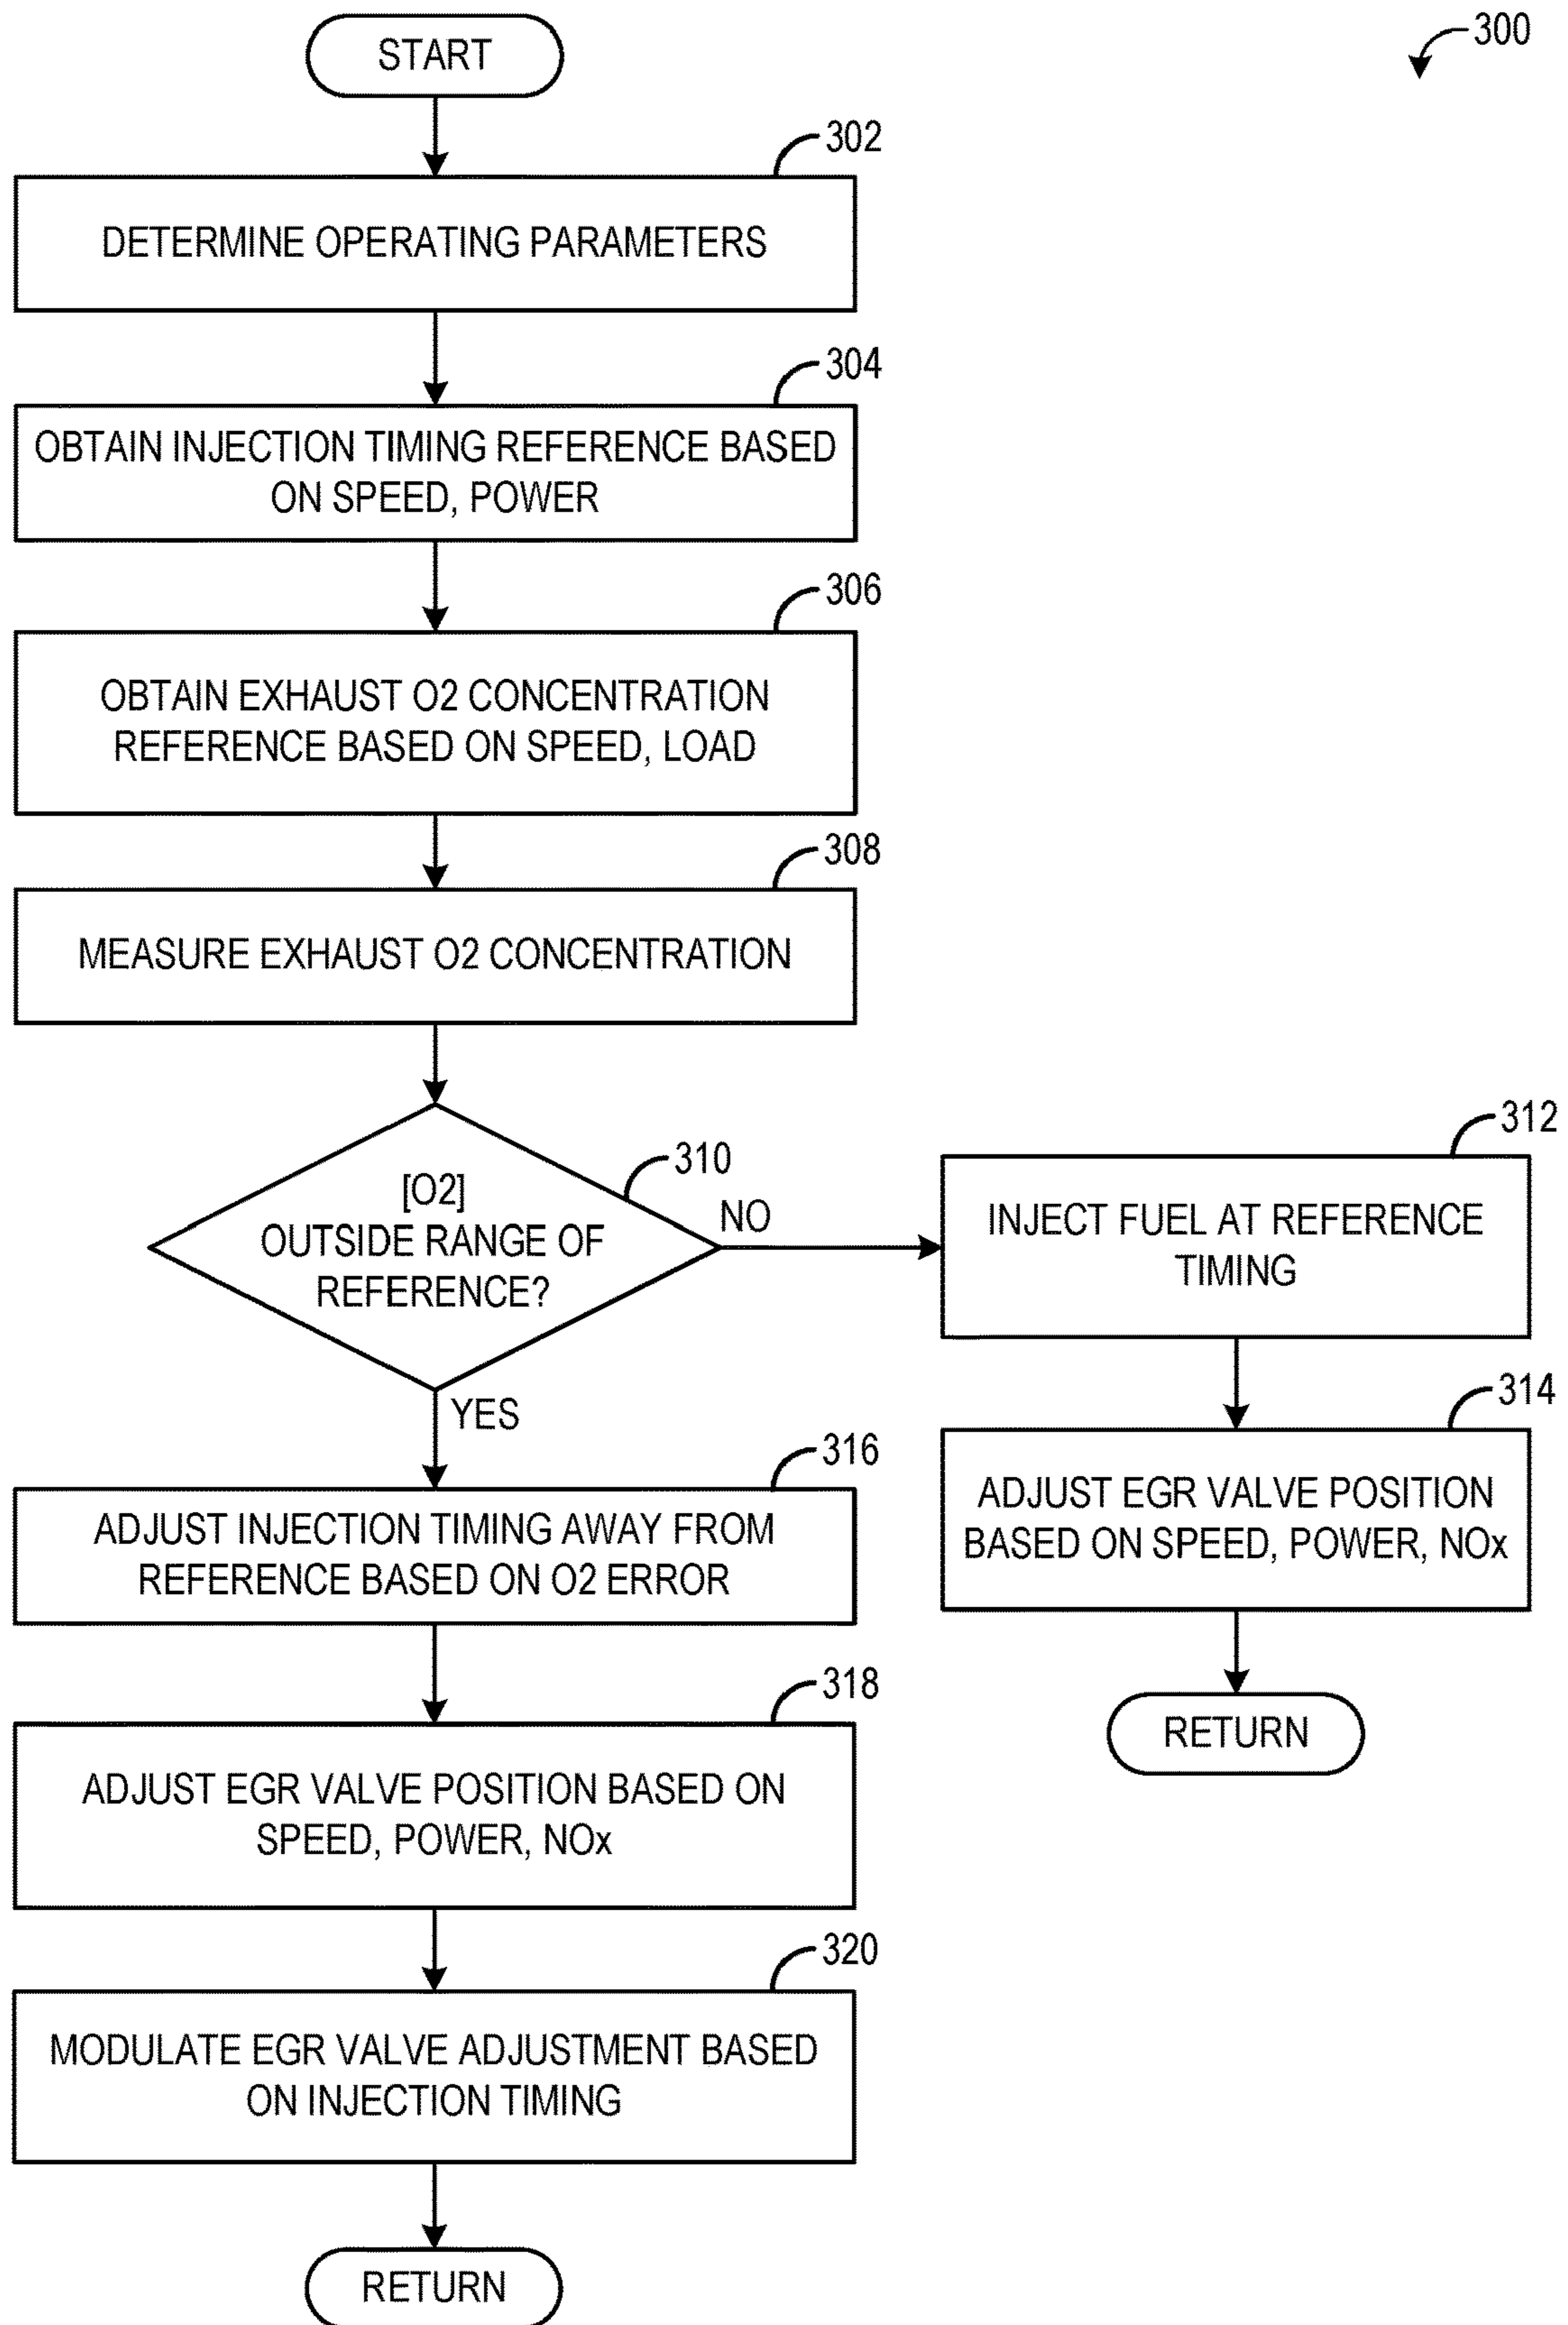 START
300
302
DETERMINE OPERATING PARAMETERS
304
OBTAIN INJECTION TIMING REFERENCE BASED
ON SPEED, POWER
306
OBTAIN EXHAUST O2 CONCENTRATION
REFERENCE BASED ON SPEED, LOAD
308
MEASURE EXHAUST O2 CONCENTRATION
310
[O2]
OUTSIDE RANGE OF
REFERENCE?
NO
312
INJECT FUEL AT REFERENCE
TIMING
314
ADJUST EGR VALVE POSITION
BASED ON SPEED, POWER, NOx
RETURN
YES
316
ADJUST INJECTION TIMING AWAY FROM
REFERENCE BASED ON O2 ERROR
318
ADJUST EGR VALVE POSITION BASED ON
SPEED, POWER, NOx
320
MODULATE EGR VALVE ADJUSTMENT BASED
ON INJECTION TIMING
RETURN